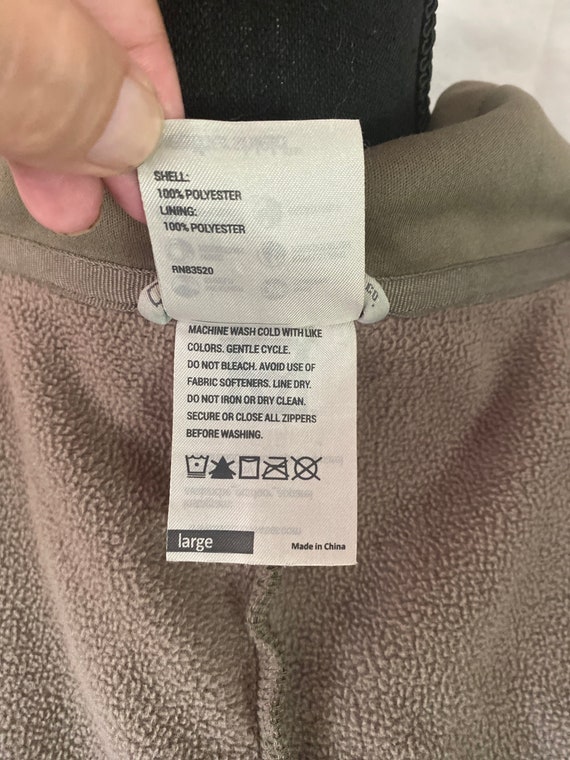 SHELL:
100% POLYESTER
LINING:
100% POLYESTER
RN83520
MACHINE WASH COLD WITH LIKE
COLORS. GENTLE CYCLE.
DO NOT BLEACH. AVOID USE OF
FABRIC SOFTENERS. LINE DRY.
DO NOT IRON OR DRY CLEAN.
SECURE OR CLOSE ALL ZIPPERS
BEFORE WASHING.
large
Made in China